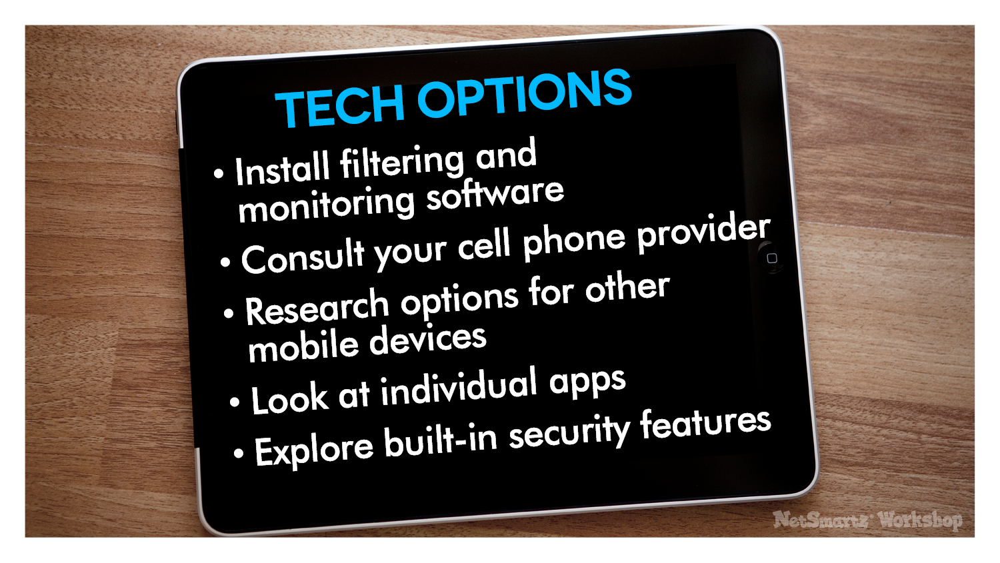 TECH OPTIONS
• Install filtering and
monitoring software
• Consult your cell phone provider
• Research options for other
mobile devices
• Look at individual apps
• Explore built-in security features
NetSmartz® Workshop